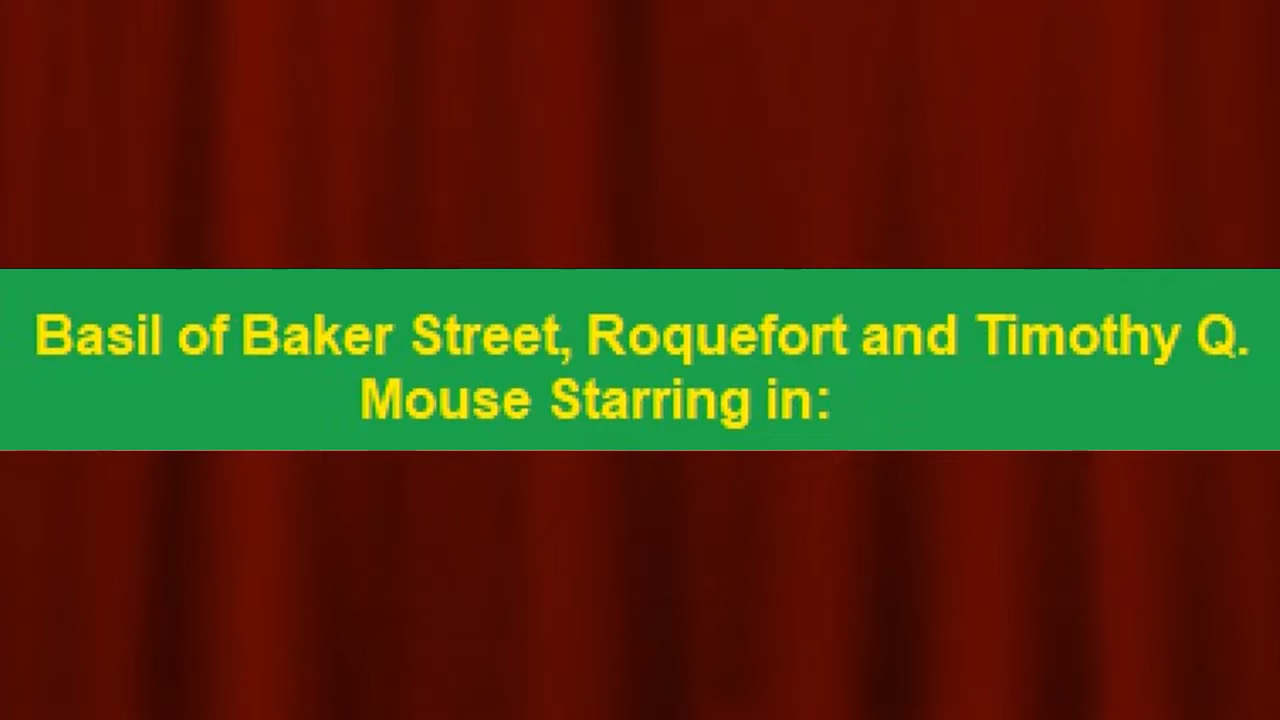 Basil of Baker Street, Roquefort and Timothy Q.
Mouse Starring in: